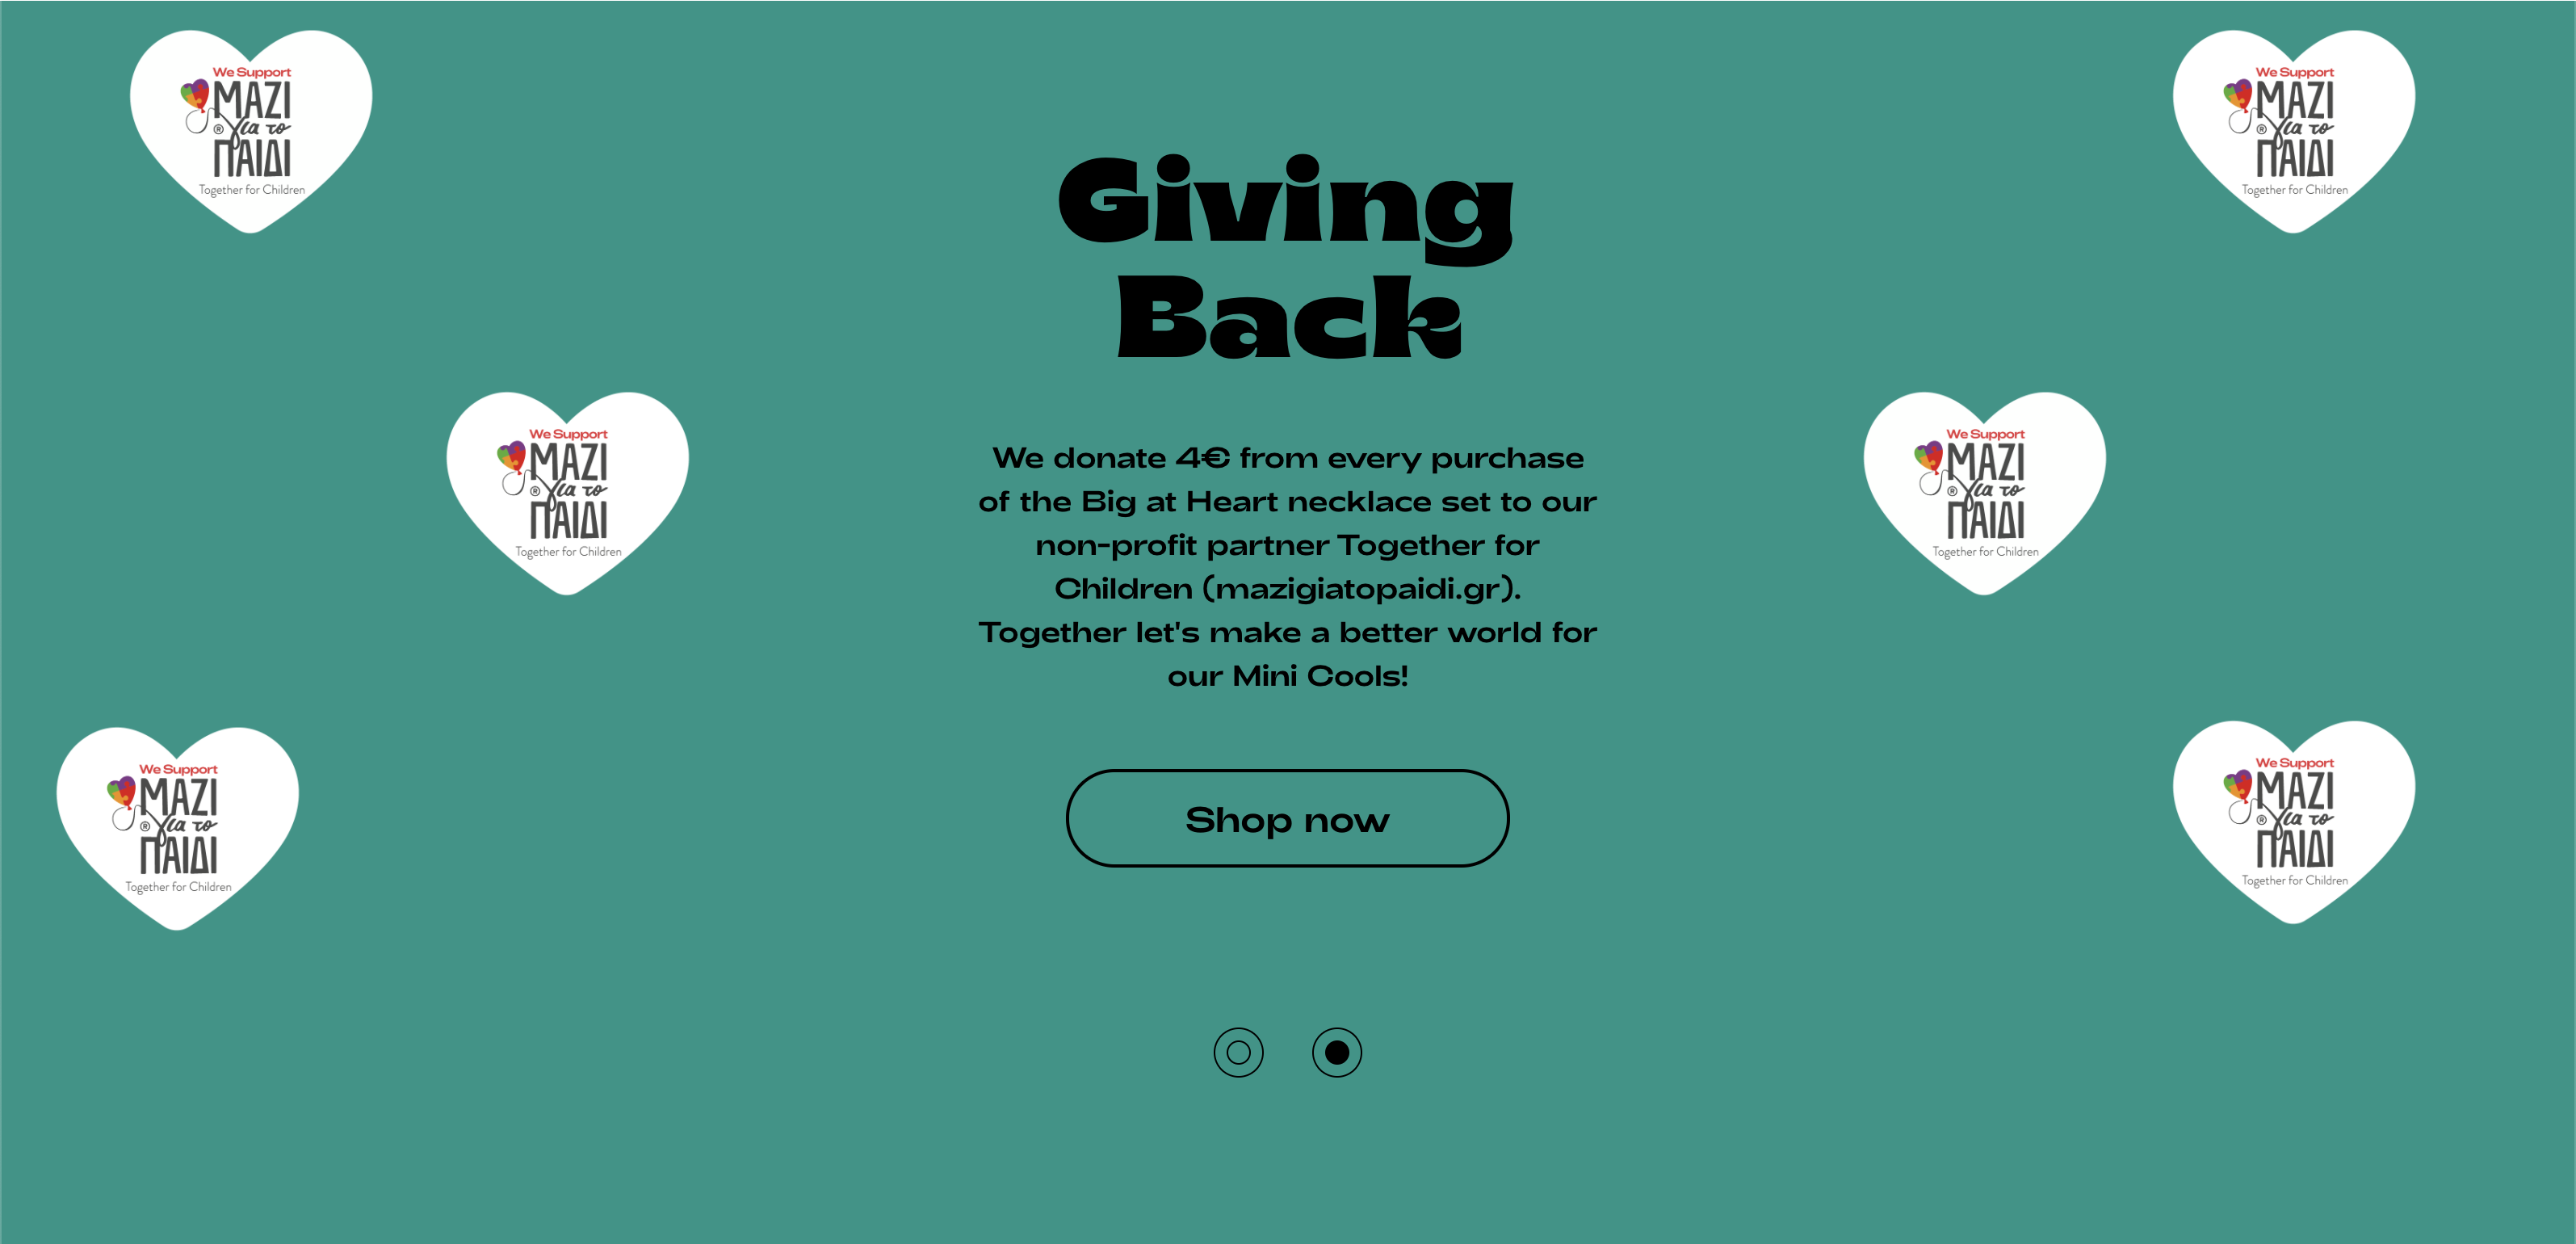 We Support
ΜΑΖΙ
® για το
ΠΑΙΔΙ
Together for Children
We Support
ΜΑΖΙ
® για το
ΠΑΙΔΙ
Together for Children
Giving
Back
We Support
ΜΑΖΙ
® για το
ΠΑΙΔΙ
Together for Children
We donate 4€ from every purchase
of the Big at Heart necklace set to our
non-profit partner Together for
Children (mazigiatopaidi.gr).
Together let's make a better world for
our Mini Cools!
We Support
ΜΑΖΙ
® για το
ΠΑΙΔΙ
Together for Children
We Support
ΜΑΖΙ
® για το
ΠΑΙΔΙ
Together for Children
Shop now
We Support
ΜΑΖΙ
® για το
ΠΑΙΔΙ
Together for Children